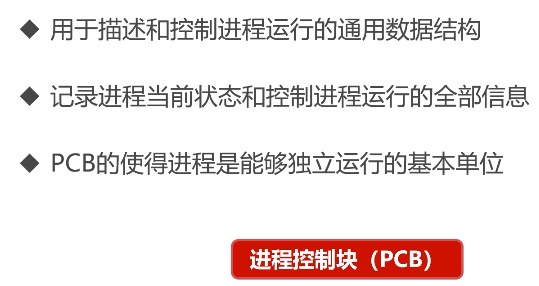 ◆ 用于描述和控制进程运行的通用数据结构
◆ 记录进程当前状态和控制进程运行的全部信息
◆ PCB的使得进程是能够独立运行的基本单位
进程控制块（PCB）